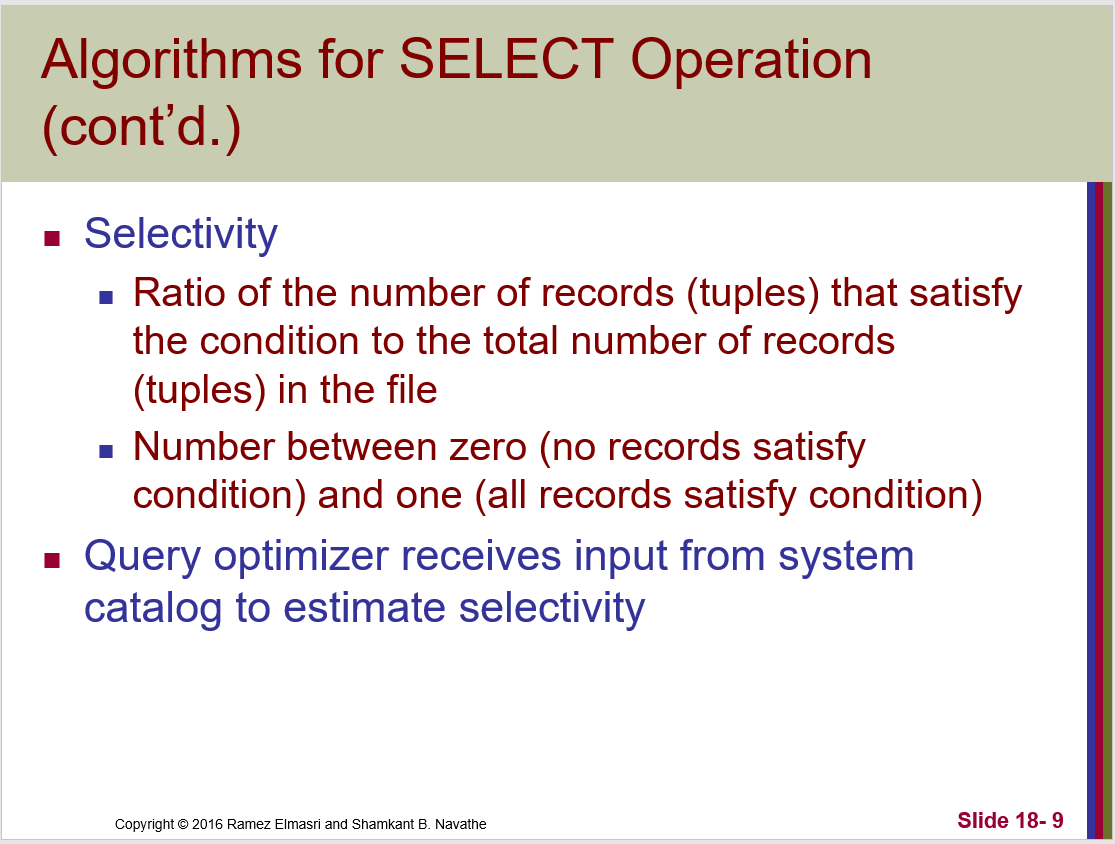 Algorithms for SELECT Operation
(cont’d.)
Selectivity
Ratio of the number of records (tuples) that satisfy
the condition to the total number of records
(tuples) in the file
Number between zero (no records satisfy
condition) and one (all records satisfy condition)
Query optimizer receives input from system
catalog to estimate selectivity
Copyright © 2016 Ramez Elmasri and Shamkant B. Navathe
Slide 18- 9